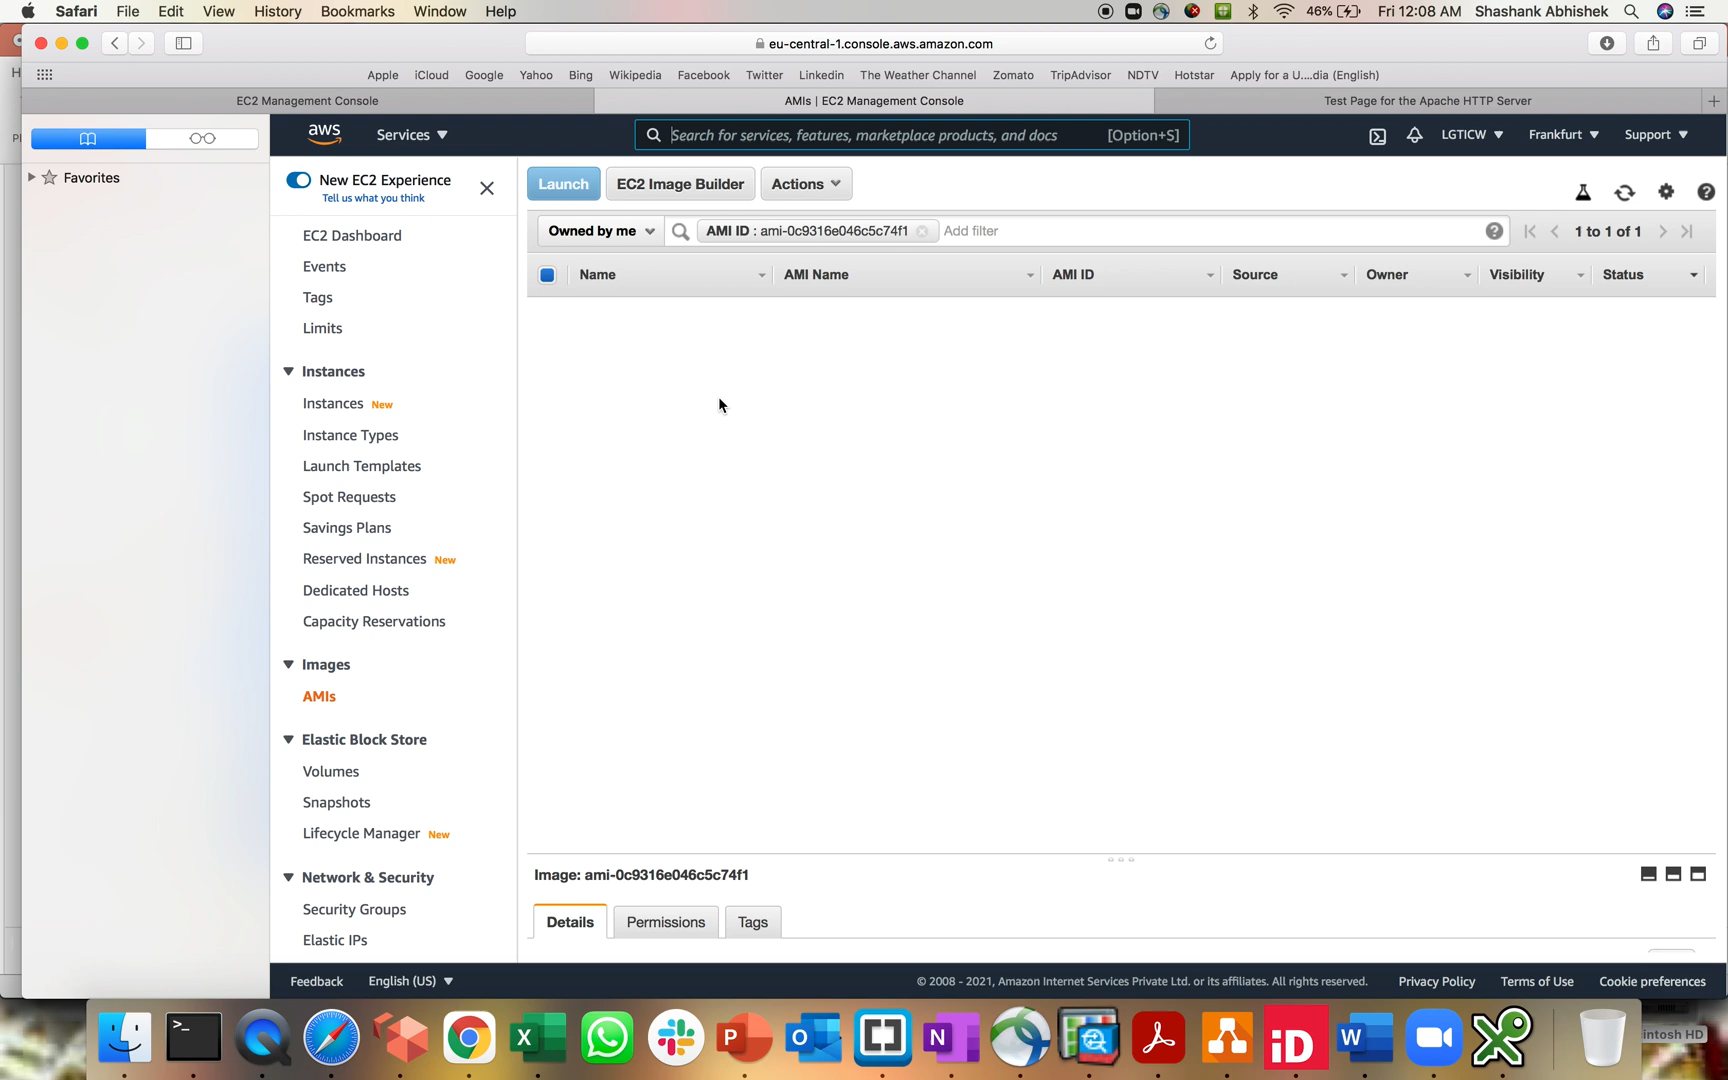 Safari File Edit View History Bookmarks Window Help 46% Fri 12:08 AM Shashank Abhishek
eu-central-1.console.aws.amazon.com
Apple iCloud Google Yahoo Bing Wikipedia Facebook Twitter Linkedin The Weather Channel Zomato TripAdvisor NDTV Hotstar Apply for a U....dia (English)
EC2 Management Console AMIs | EC2 Management Console Test Page for the Apache HTTP Server
aws Services Search for services, features, marketplace products, and docs [Option+S] LGTICW Frankfurt Support
Favorites
New EC2 Experience
Tell us what you think
EC2 Dashboard
Events
Tags
Limits
Instances
Instances New
Instance Types
Launch Templates
Spot Requests
Savings Plans
Reserved Instances New
Dedicated Hosts
Capacity Reservations
Images
AMIs
Elastic Block Store
Volumes
Snapshots
Lifecycle Manager New
Network & Security
Security Groups
Elastic IPs
Launch EC2 Image Builder Actions
Owned by me AMI ID : ami-0c9316e046c5c74f1 Add filter 1 to 1 of 1
Name AMI Name AMI ID Source Owner Visibility Status
Image: ami-0c9316e046c5c74f1
Details Permissions Tags
Feedback English (US) © 2008 - 2021, Amazon Internet Services Private Ltd. or its affiliates. All rights reserved. Privacy Policy Terms of Use Cookie preferences
intosh HD